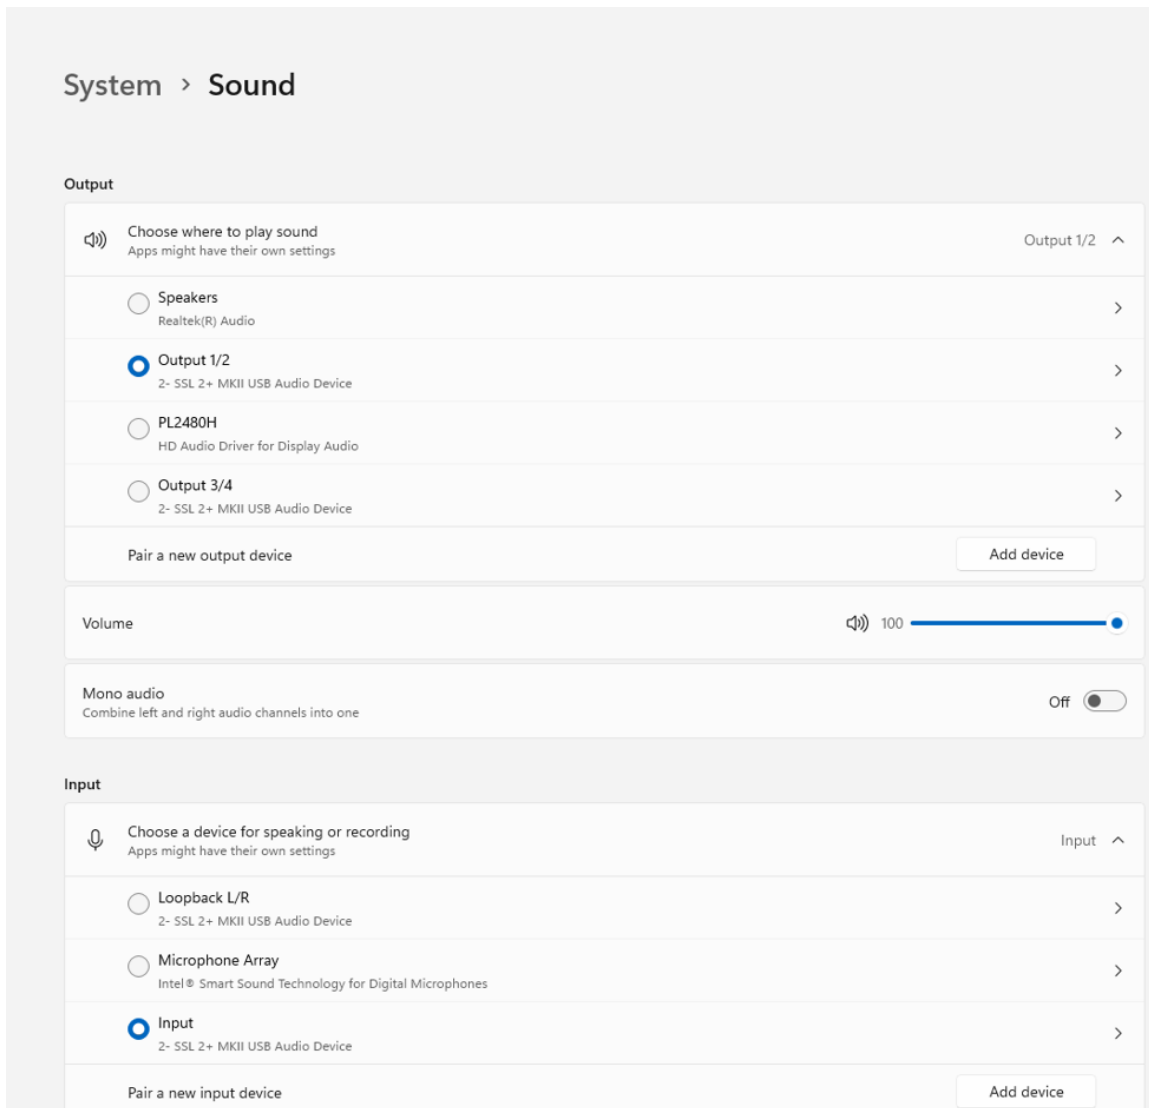 System > Sound
Output
Choose where to play sound
Apps might have their own settings
Output 1/2
Speakers
Realtek(R) Audio
Output 1/2
2- SSL 2+ MKII USB Audio Device
PL2480H
HD Audio Driver for Display Audio
Output 3/4
2- SSL 2+ MKII USB Audio Device
Pair a new output device
Add device
Volume
100
Mono audio
Combine left and right audio channels into one
Off
Input
Choose a device for speaking or recording
Apps might have their own settings
Input
Loopback L/R
2- SSL 2+ MKII USB Audio Device
Microphone Array
Intel® Smart Sound Technology for Digital Microphones
Input
2- SSL 2+ MKII USB Audio Device
Pair a new input device
Add device